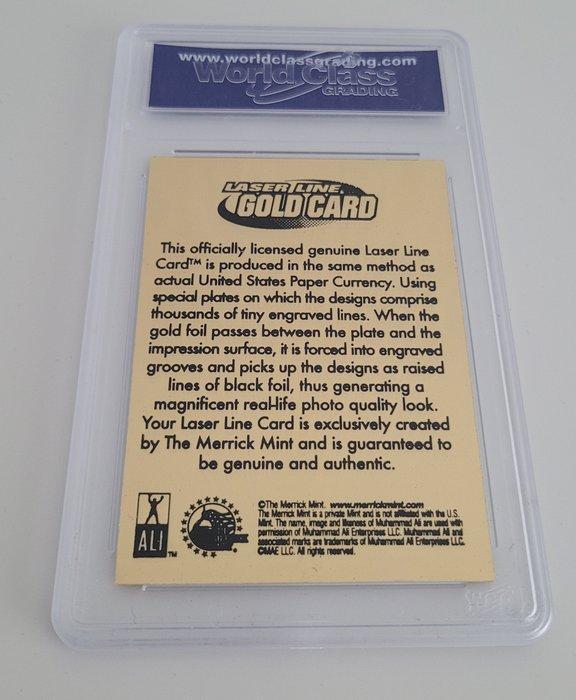 www.worldclassgrading.com
World Class
GRADING
LASER LINE
GOLD CARD
This officially licensed genuine Laser Line
Card™ is produced in the same method as
actual United States Paper Currency. Using
special plates on which the designs comprise
thousands of tiny engraved lines. When the
gold foil passes between the plate and the
impression surface, it is forced into engraved
grooves and picks up the designs as raised
lines of black foil, thus generating a
magnificent real-life photo quality look.
Your Laser Line Card is exclusively created
by The Merrick Mint and is guaranteed to
be genuine and authentic.
ALI™
©The Merrick Mint. www.merrickmint.com
The Merrick Mint is a private Mint and is not affiliated with the U.S.
Mint. The name, image and likeness of Muhammad Ali are used with
permission of Muhammad Ali Enterprises LLC. Muhammad Ali and
associated marks are trademarks of Muhammad Ali Enterprises LLC.
©MAE LLC. All rights reserved.